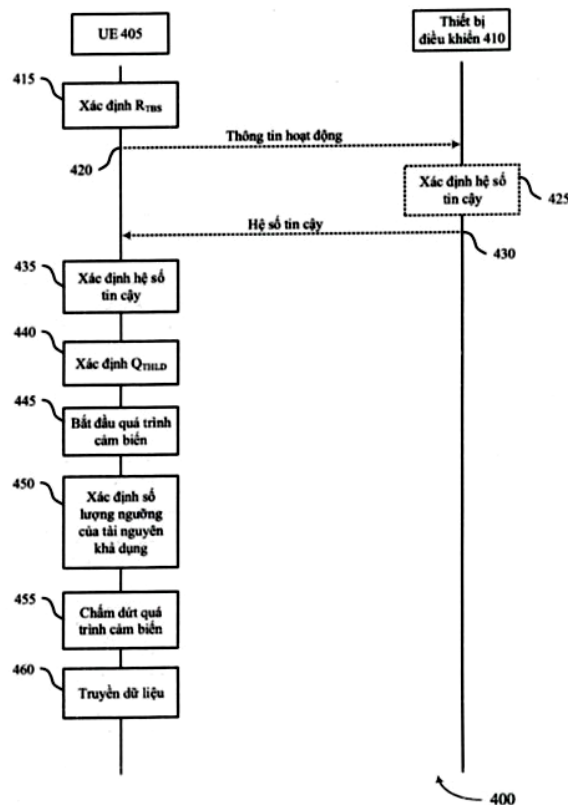 UE 405
Thiết bị
điều khiển 410
415
Xác định R_TBS
Thông tin hoạt động
420
Xác định hệ số
tin cậy
425
Hệ số tin cậy
430
435
Xác định hệ số
tin cậy
440
Xác định Q_THLD
445
Bắt đầu quá trình
cảm biến
450
Xác định số
lượng ngưỡng
của tài nguyên
khả dụng
455
Chấm dứt quá
trình cảm biến
460
Truyền dữ liệu
400